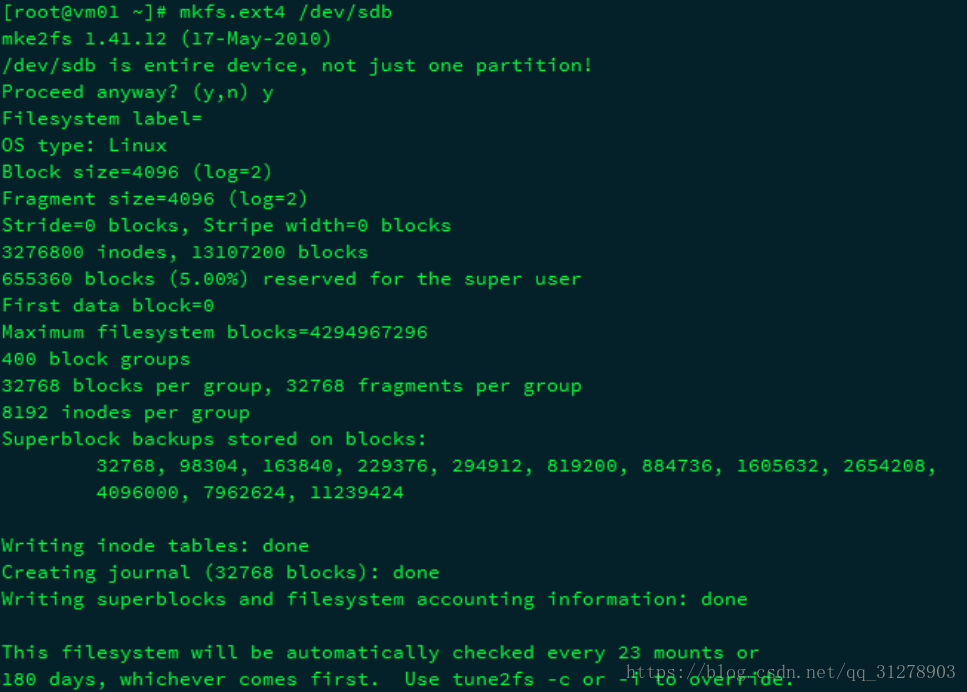 [root@vm01 ~]# mkfs.ext4 /dev/sdb
mke2fs 1.41.12 (17-May-2010)
/dev/sdb is entire device, not just one partition!
Proceed anyway? (y,n) y
Filesystem label=
OS type: Linux
Block size=4096 (log=2)
Fragment size=4096 (log=2)
Stride=0 blocks, Stripe width=0 blocks
3276800 inodes, 13107200 blocks
655360 blocks (5.00%) reserved for the super user
First data block=0
Maximum filesystem blocks=4294967296
400 block groups
32768 blocks per group, 32768 fragments per group
8192 inodes per group
Superblock backups stored on blocks:
32768, 98304, 163840, 229376, 294912, 819200, 884736, 1605632, 2654208,
4096000, 7962624, 11239424
Writing inode tables: done
Creating journal (32768 blocks): done
Writing superblocks and filesystem accounting information: done
This filesystem will be automatically checked every 23 mounts or
180 days, whichever comes first.  Use tune2fs -c or -i to override.
https://blog.csdn.net/qq_31278903